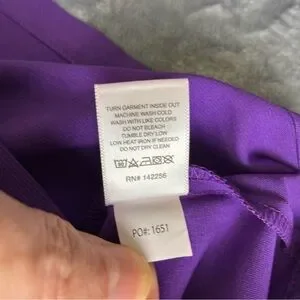 TURN GARMENT INSIDE OUT
MACHINE WASH COLD
WASH WITH LIKE COLORS
DO NOT BLEACH
TUMBLE DRY LOW
LOW HEAT IRON IF NEEDED
DO NOT DRY CLEAN
RN# 142256
PO#:1651